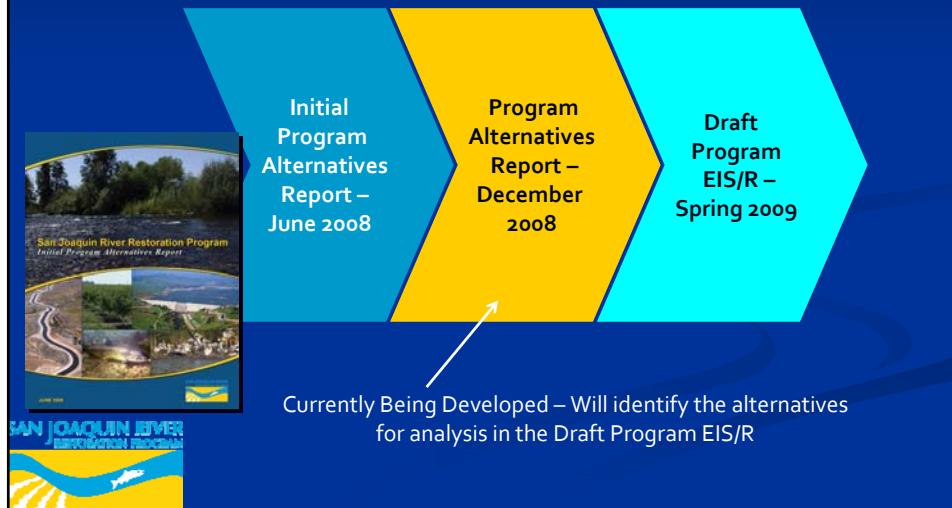 Initial
Program
Alternatives
Report –
June 2008
Program
Alternatives
Report –
December
2008
Draft
Program
EIS/R –
Spring 2009
San Joaquin River Restoration Program
Initial Program Alternatives Report
JUNE 2008
Currently Being Developed – Will identify the alternatives
for analysis in the Draft Program EIS/R
SAN JOAQUIN RIVER
RESTORATION PROGRAM